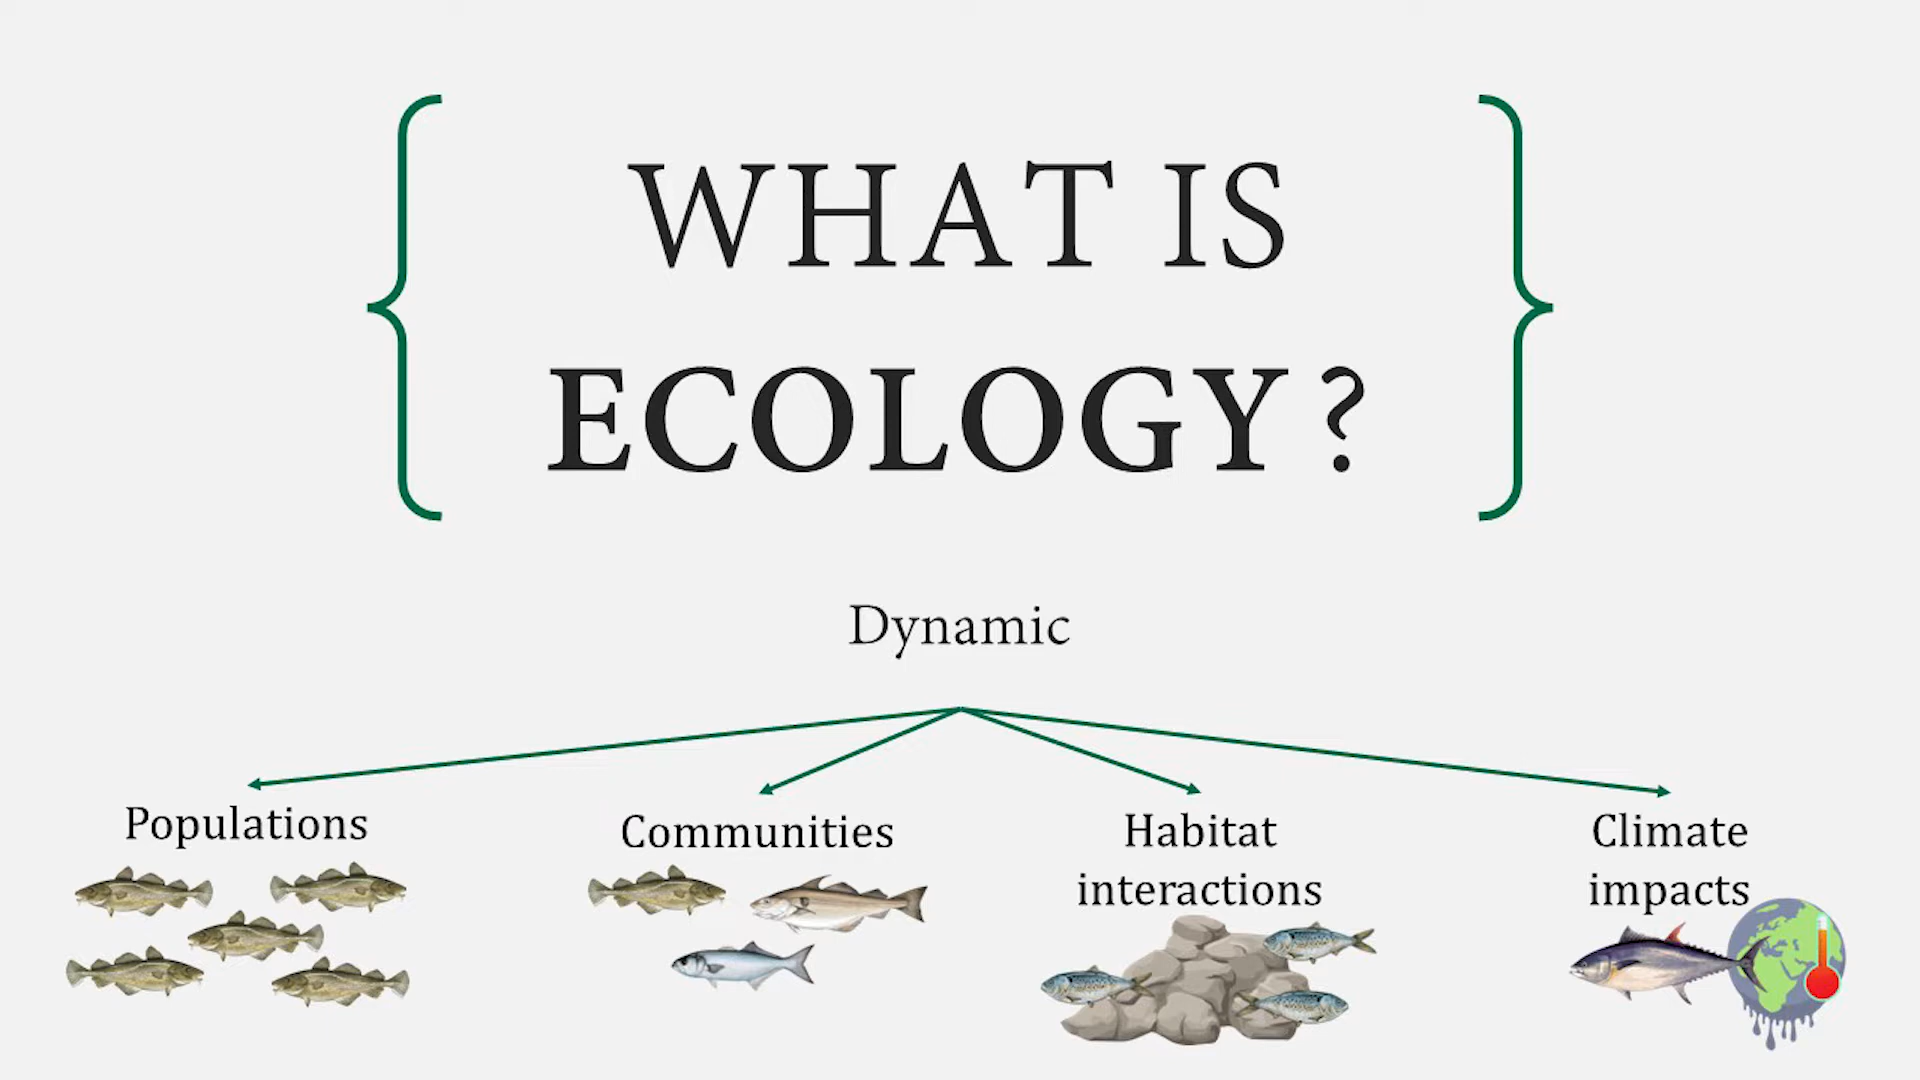 WHAT IS
ECOLOGY?
Dynamic
Populations
Communities
Habitat
interactions
Climate
impacts